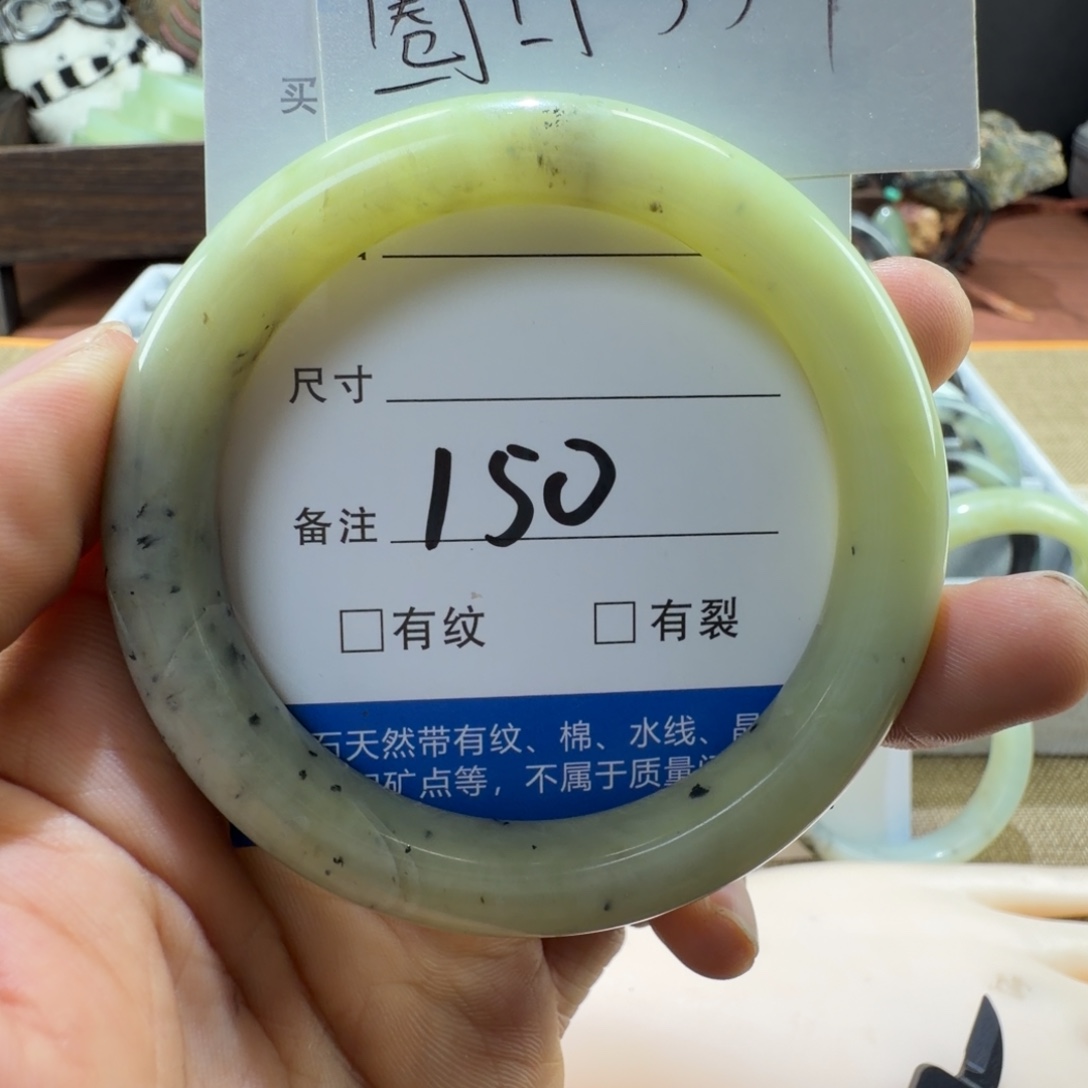 买
尺寸
备注 150
□有纹 □有裂
石天然带有纹、棉、水线、
矿点等，不属于质量